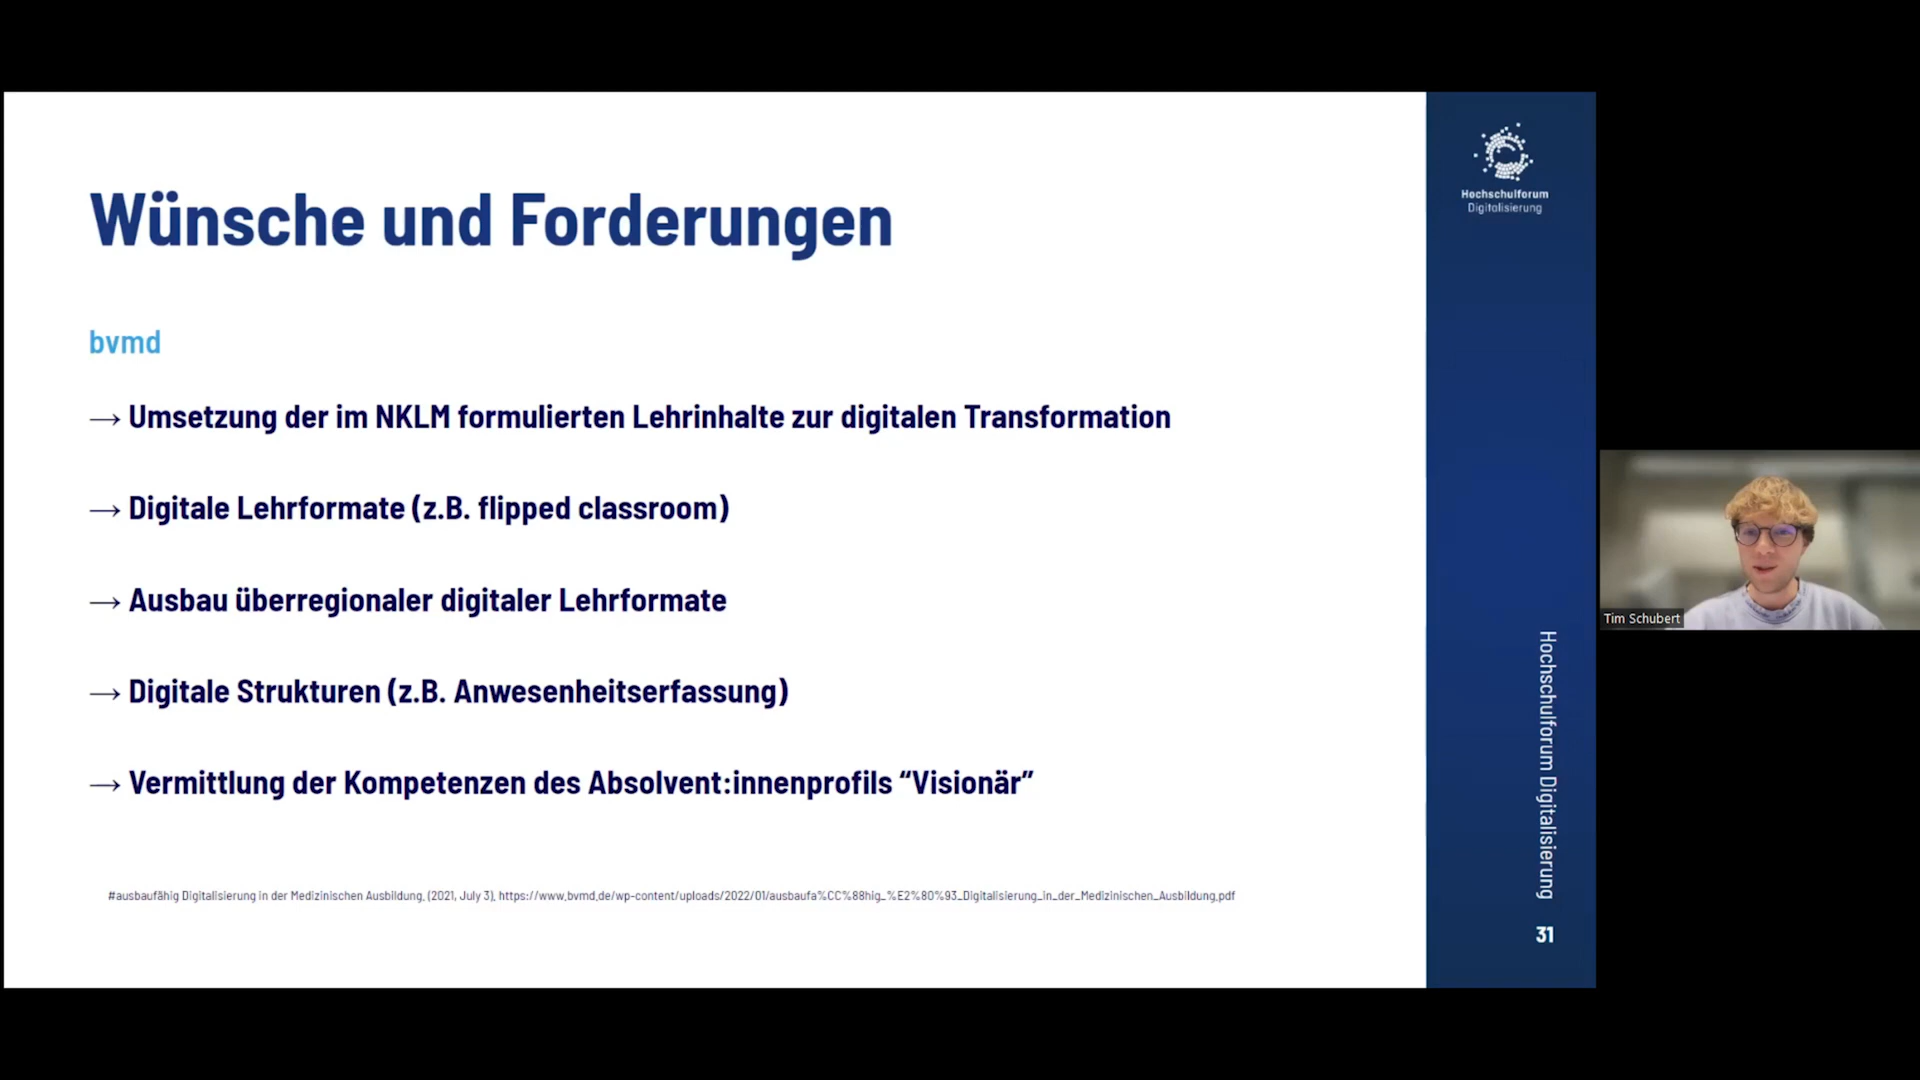 Wünsche und Forderungen
bvmd
→ Umsetzung der im NKLM formulierten Lehrinhalte zur digitalen Transformation
→ Digitale Lehrformate (z.B. flipped classroom)
→ Ausbau überregionaler digitaler Lehrformate
→ Digitale Strukturen (z.B. Anwesenheitserfassung)
→ Vermittlung der Kompetenzen des Absolvent:innenprofils “Visionär”
#ausbaufähig Digitalisierung in der Medizinischen Ausbildung, (2021, July 3), https://www.bvmd.de/wp-content/uploads/2022/01/ausbaufa%CC%88hig_%E2%80%93_Digitalisierung_in_der_Medizinischen_Ausbildung.pdf
Hochschulforum
Digitalisierung
Hochschulforum Digitalisierung
31
Tim Schubert